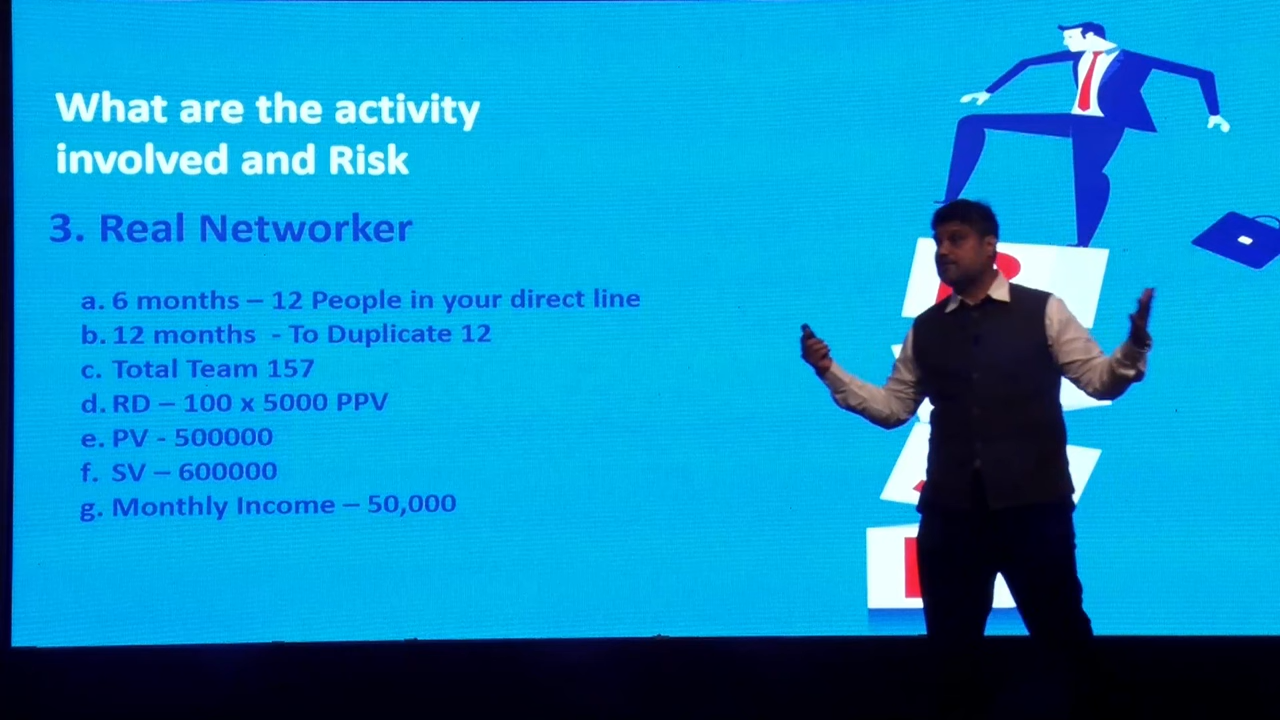 What are the activity
involved and Risk
3. Real Networker
a. 6 months – 12 People in your direct line
b. 12 months - To Duplicate 12
c. Total Team 157
d. RD – 100 x 5000 PPV
e. PV - 500000
f. SV – 600000
g. Monthly Income – 50,000